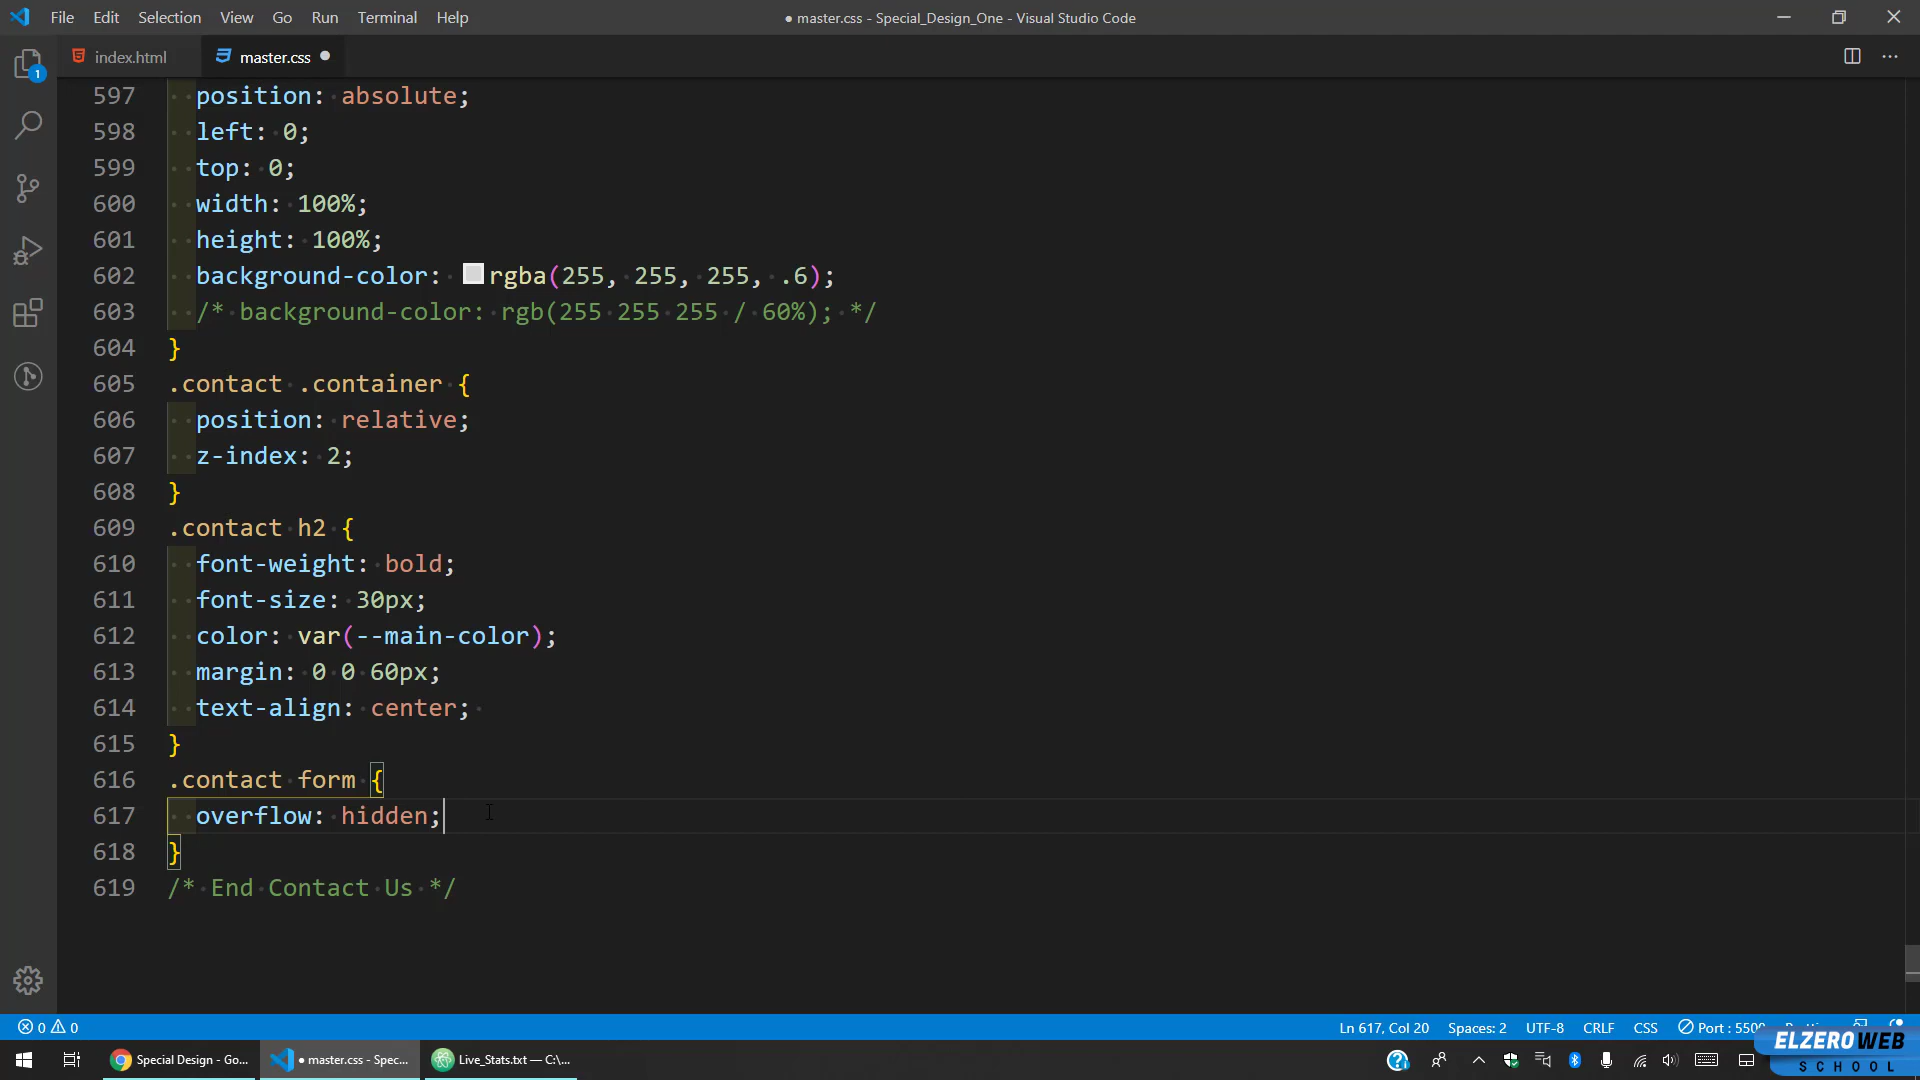 File Edit Selection View Go Run Terminal Help
● master.css - Special_Design_One - Visual Studio Code
index.html
master.css
1
597 position: absolute;
598 left: 0;
599 top: 0;
600 width: 100%;
601 height: 100%;
602 background-color: rgba(255, 255, 255, .6);
603 /* background-color: rgb(255 255 255 / 60%); */
604 }
605 .contact .container {
606 position: relative;
607 z-index: 2;
608 }
609 .contact h2 {
610 font-weight: bold;
611 font-size: 30px;
612 color: var(--main-color);
613 margin: 0 0 60px;
614 text-align: center;
615 }
616 .contact form {
617 overflow: hidden;
618 }
619 /* End Contact Us */
0 0
Ln 617, Col 20 Spaces: 2 UTF-8 CRLF CSS Port : 5500
Special Design - Go...
● master.css - Spec...
Live_Stats.txt — C:\...
ELZEROWEB
SCHOOL